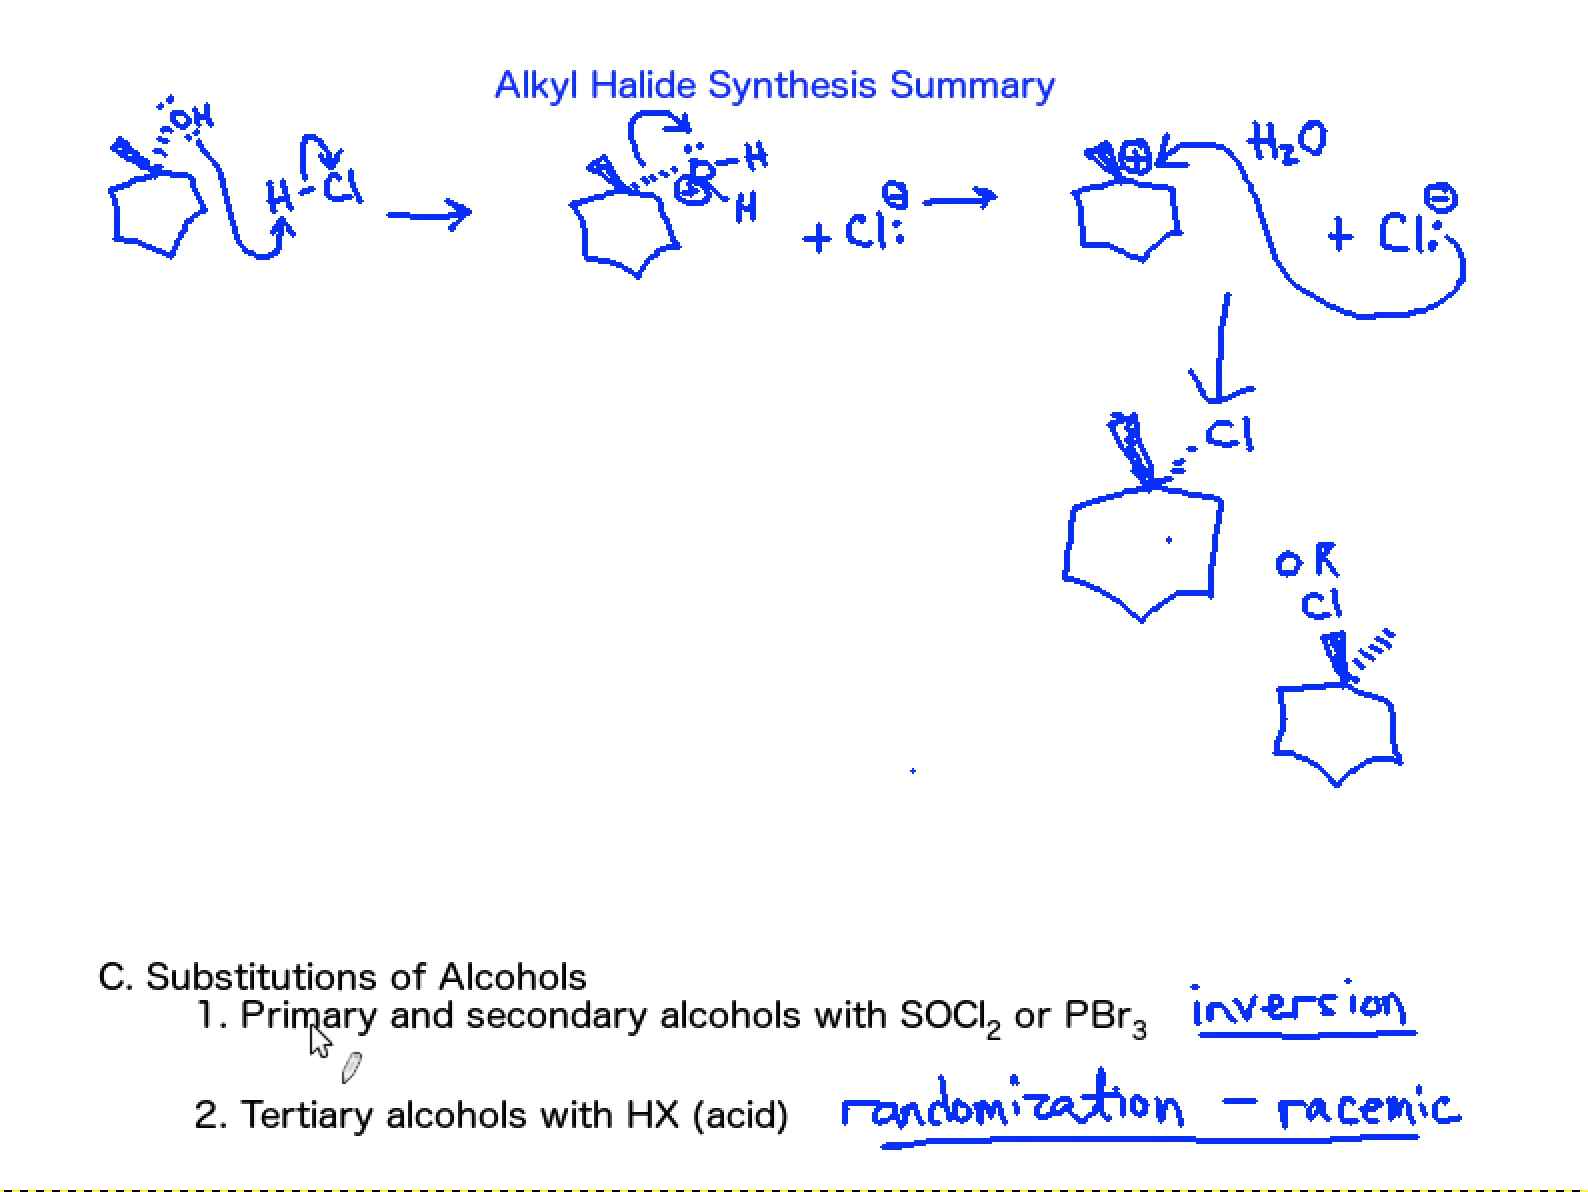 Alkyl Halide Synthesis Summary
OH
H-Cl
O-H
H
+ Cl:⊖
⊕
H₂O
+ Cl:⊖
Cl
OR
Cl
C. Substitutions of Alcohols
1. Primary and secondary alcohols with SOCl₂ or PBr₃ inversion
2. Tertiary alcohols with HX (acid) randomization - racemic